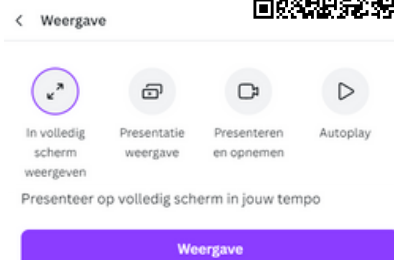 Weergave
In volledig Presentatie Presenteren Autoplay
scherm weergave en opnemen
weergeven
Presenteer op volledig scherm in jouw tempo
Weergave